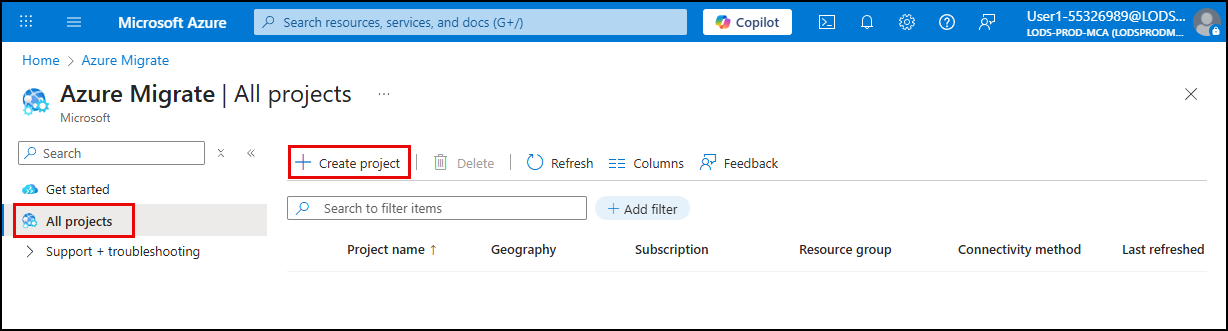 Microsoft Azure
Search resources, services, and docs (G+/)
Copilot
User1-55326989@LODS...
LODS-PROD-MCA (LODSPRODM...
Home > Azure Migrate
Azure Migrate | All projects ...
Microsoft
Search
Get started
All projects
Support + troubleshooting
+ Create project
Delete
Refresh
Columns
Feedback
Search to filter items
+ Add filter
Project name ↑ Geography Subscription Resource group Connectivity method Last refreshed